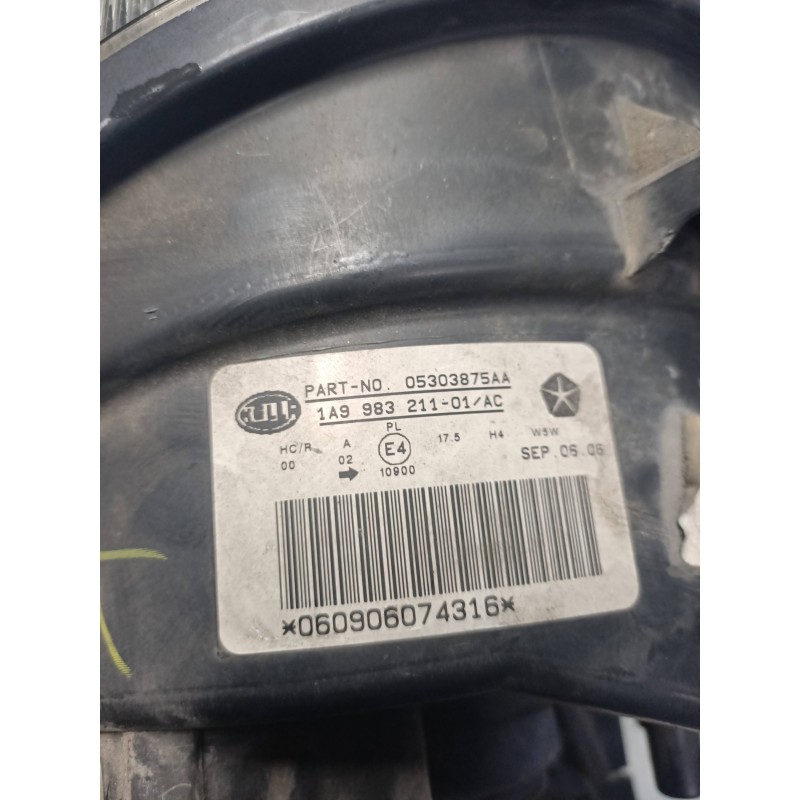 PART-NO. 05303875AA
1A9 983 211-01/AC
HC/R A PL 17.5 H4 W5W
00 02 E4 SEP.06.06
10900
*060906074316*